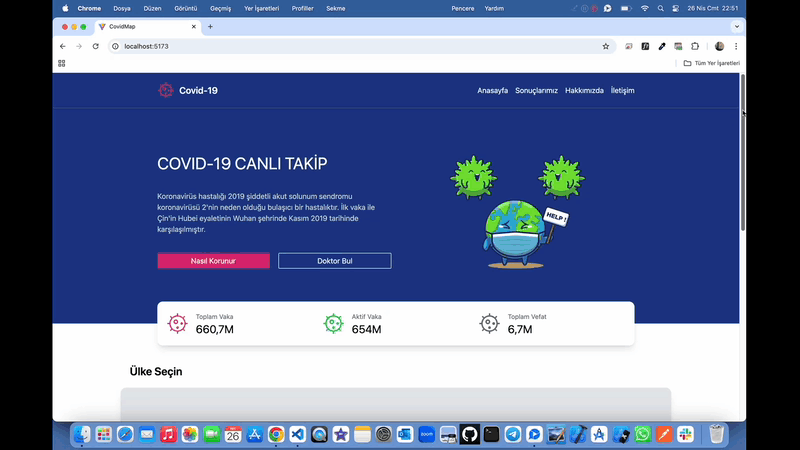 Chrome Dosya Düzen Görüntü Geçmiş Yer İşaretleri Profiller Sekme Pencere Yardım 26 Nis Cmt 22:51
CovidMap
localhost:5173
Tüm Yer İşaretleri
Covid-19
Anasayfa Sonuçlarımız Hakkımızda İletişim
COVID-19 CANLI TAKİP
Koronavirüs hastalığı 2019 şiddetli akut solunum sendromu
koronavirüsü 2'nin neden olduğu bulaşıcı bir hastalıktır. İlk vaka ile
Çin'in Hubei eyaletinin Wuhan şehrinde Kasım 2019 tarihinde
karşılaşılmıştır.
HELP!
Nasıl Korunur Doktor Bul
Toplam Vaka
660,7M
Aktif Vaka
654M
Toplam Vefat
6,7M
Ülke Seçin
26
zoom